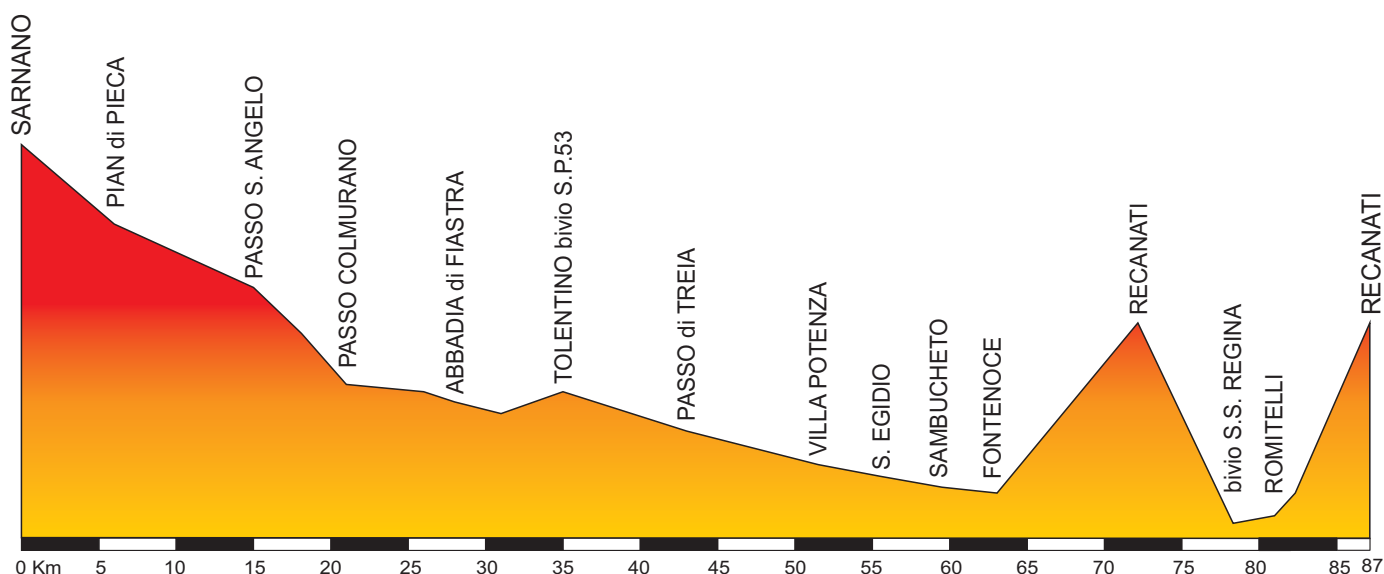 SARNANO
PIAN di PIECA
PASSO S. ANGELO
PASSO COLMURANO
ABBADIA di FIASTRA
TOLENTINO bivio S.P.53
PASSO di TREIA
VILLA POTENZA
S. EGIDIO
SAMBUCHETO
FONTENOCE
RECANATI
bivio S.S. REGINA
ROMITELLI
RECANATI
0 Km 5 10 15 20 25 30 35 40 45 50 55 60 65 70 75 80 85 87